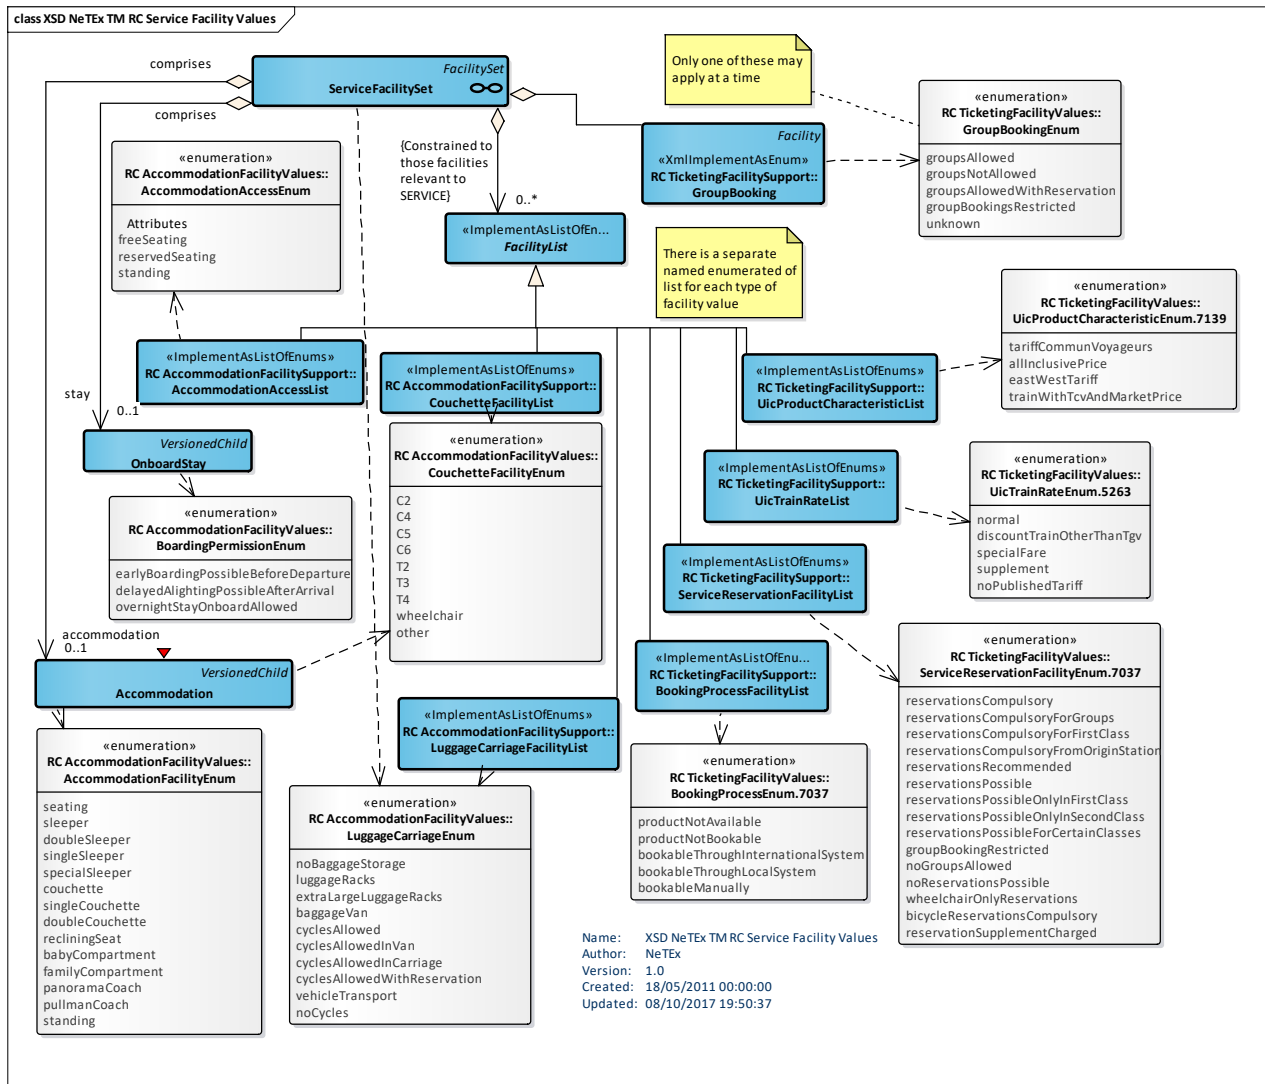 class XSD NeTEx TM RC Service Facility Values
comprises
FacilitySet
ServiceFacilitySet
comprises
Only one of these may
apply at a time
«enumeration»
RC TicketingFacilityValues::
GroupBookingEnum
groupsAllowed
groupsNotAllowed
groupsAllowedWithReservation
groupBookingsRestricted
unknown
Facility
«XmlImplementAsEnum»
RC TicketingFacilitySupport::
GroupBooking
{Constrained to
those facilities
relevant to
SERVICE}
0..*
«enumeration»
RC AccommodationFacilityValues::
AccommodationAccessEnum
Attributes
freeSeating
reservedSeating
standing
«ImplementAsListOfEn...
FacilityList
There is a separate
named enumerated of
list for each type of
facility value
«enumeration»
RC TicketingFacilityValues::
UicProductCharacteristicEnum.7139
tariffCommunVoyageurs
allInclusivePrice
eastWestTariff
trainWithTcvAndMarketPrice
«ImplementAsListOfEnums»
RC AccommodationFacilitySupport::
AccommodationAccessList
«ImplementAsListOfEnums»
RC AccommodationFacilitySupport::
CouchetteFacilityList
«ImplementAsListOfEnums»
RC TicketingFacilitySupport::
UicProductCharacteristicList
stay
0..1
VersionedChild
OnboardStay
«enumeration»
RC AccommodationFacilityValues::
CouchetteFacilityEnum
C2
C4
C5
C6
T2
T3
T4
wheelchair
other
«ImplementAsListOfEnums»
RC TicketingFacilitySupport::
UicTrainRateList
«enumeration»
RC TicketingFacilityValues::
UicTrainRateEnum.5263
normal
discountTrainOtherThanTgv
specialFare
supplement
noPublishedTariff
«enumeration»
RC AccommodationFacilityValues::
BoardingPermissionEnum
earlyBoardingPossibleBeforeDeparture
delayedAlightingPossibleAfterArrival
overnightStayOnboardAllowed
«ImplementAsListOfEnums»
RC TicketingFacilitySupport::
ServiceReservationFacilityList
accommodation
0..1
VersionedChild
Accommodation
«ImplementAsListOfEnu...
RC TicketingFacilitySupport::
BookingProcessFacilityList
«enumeration»
RC TicketingFacilityValues::
ServiceReservationFacilityEnum.7037
reservationsCompulsory
reservationsCompulsoryForGroups
reservationsCompulsoryForFirstClass
reservationsCompulsoryFromOriginStation
reservationsRecommended
reservationsPossible
reservationsPossibleOnlyInFirstClass
reservationsPossibleOnlyInSecondClass
reservationsPossibleForCertainClasses
groupBookingRestricted
noGroupsAllowed
noReservationsPossible
wheelchairOnlyReservations
bicycleReservationsCompulsory
reservationSupplementCharged
«ImplementAsListOfEnums»
RC AccommodationFacilitySupport::
LuggageCarriageFacilityList
«enumeration»
RC AccommodationFacilityValues::
AccommodationFacilityEnum
seating
sleeper
doubleSleeper
singleSleeper
specialSleeper
couchette
singleCouchette
doubleCouchette
recliningSeat
babyCompartment
familyCompartment
panoramaCoach
pullmanCoach
standing
«enumeration»
RC AccommodationFacilityValues::
LuggageCarriageEnum
noBaggageStorage
luggageRacks
extraLargeLuggageRacks
baggageVan
cyclesAllowed
cyclesAllowedInVan
cyclesAllowedInCarriage
cyclesAllowedWithReservation
vehicleTransport
noCycles
«enumeration»
RC TicketingFacilityValues::
BookingProcessEnum.7037
productNotAvailable
productNotBookable
bookableThroughInternationalSystem
bookableThroughLocalSystem
bookableManually
Name: XSD NeTEx TM RC Service Facility Values
Author: NeTEx
Version: 1.0
Created: 18/05/2011 00:00:00
Updated: 08/10/2017 19:50:37